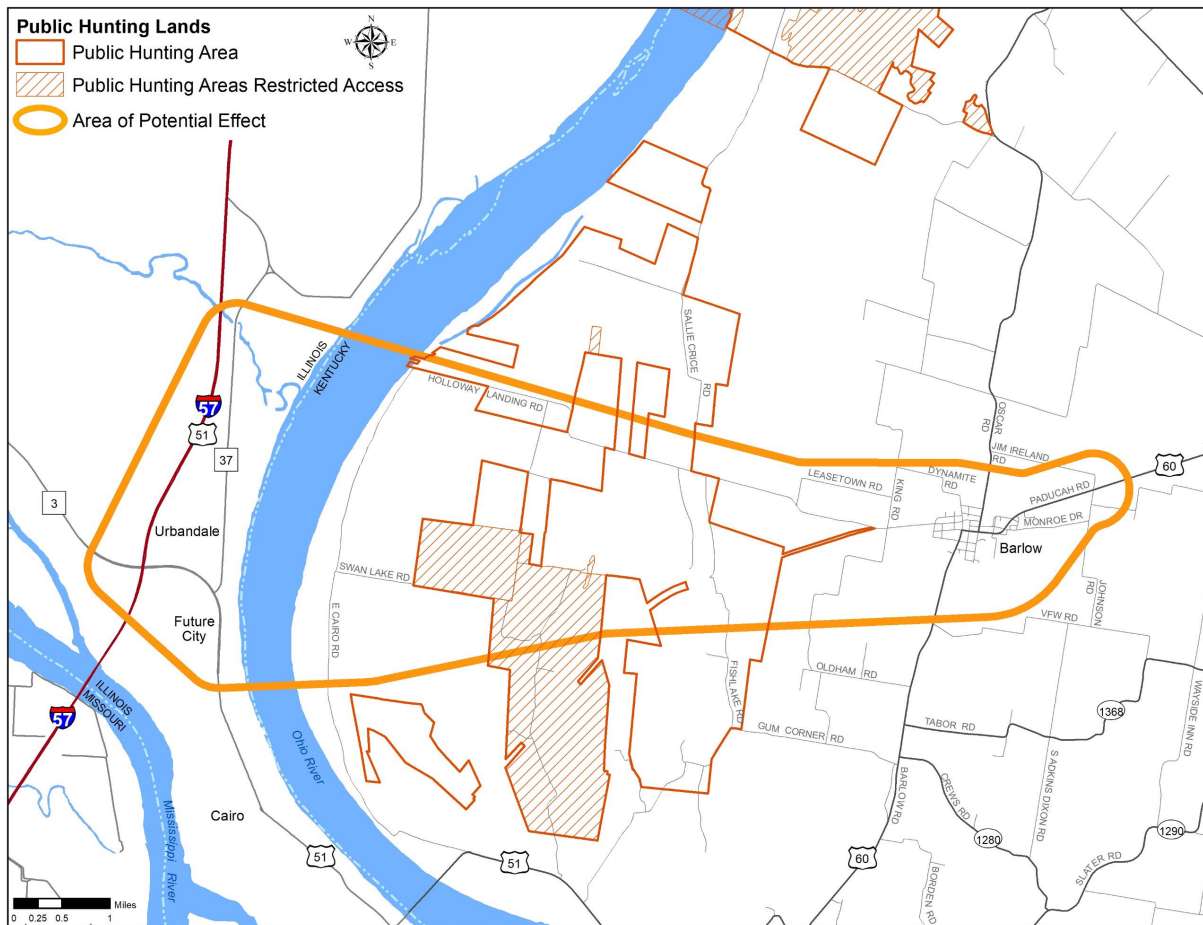 Public Hunting Lands
Public Hunting Area
Public Hunting Areas Restricted Access
Area of Potential Effect
N
W
E
S
ILLINOIS
KENTUCKY
SALLIE CRICE
RD
HOLLOWAY
LANDING RD
57
51
37
3
Urbandale
OSCAR
RD
JIM IRELAND
RD
60
DYNAMITE
RD
LEASETOWN RD
KING RD
PADUCAH RD
MONROE DR
Barlow
SWAN LAKE RD
E CAIRO RD
JOHNSON
RD
VFW RD
Future
City
OLDHAM RD
FISHLAKE RD
ILLINOIS
MISSOURI
57
GUM CORNER RD
TABOR RD
1368
WAYSIDE INN RD
Ohio River
Mississippi River
Cairo
BARLOW RD
CREWS RD
S ADKINS DIXON RD
1280
1290
SLATER RD
51
51
60
BORDEN RD
0 0.25 0.5 1
Miles